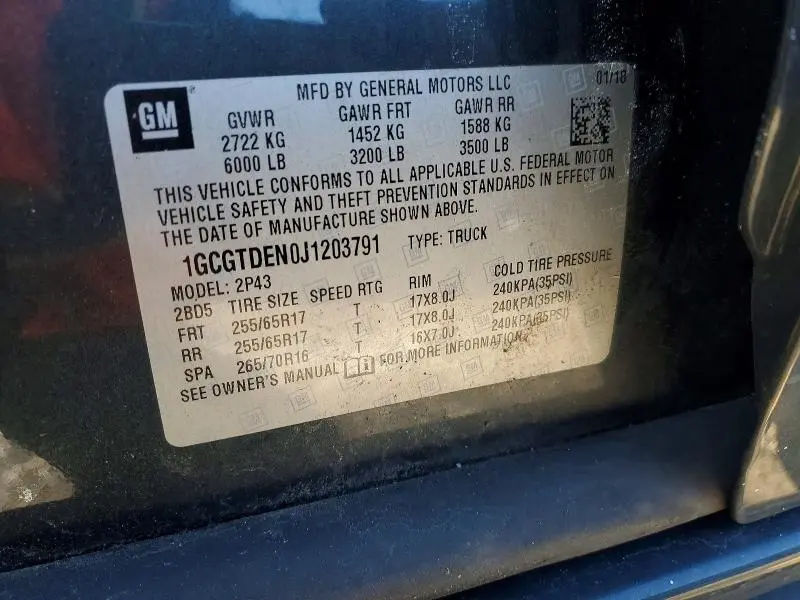 MFD BY GENERAL MOTORS LLC 01/18
GM
GVWR GAWR FRT GAWR RR
2722 KG 1452 KG 1588 KG
6000 LB 3200 LB 3500 LB
THIS VEHICLE CONFORMS TO ALL APPLICABLE U.S. FEDERAL MOTOR
VEHICLE SAFETY AND THEFT PREVENTION STANDARDS IN EFFECT ON
THE DATE OF MANUFACTURE SHOWN ABOVE.
1GCGTDEN0J1203791 TYPE: TRUCK
MODEL: 2P43
2BD5 TIRE SIZE SPEED RTG RIM COLD TIRE PRESSURE
FRT 255/65R17 T 17X8.0J 240KPA(35PSI)
RR 255/65R17 T 17X8.0J 240KPA(35PSI)
SPA 265/70R16 T 16X7.0J 240KPA(35PSI)
SEE OWNER'S MANUAL FOR MORE INFORMATION.